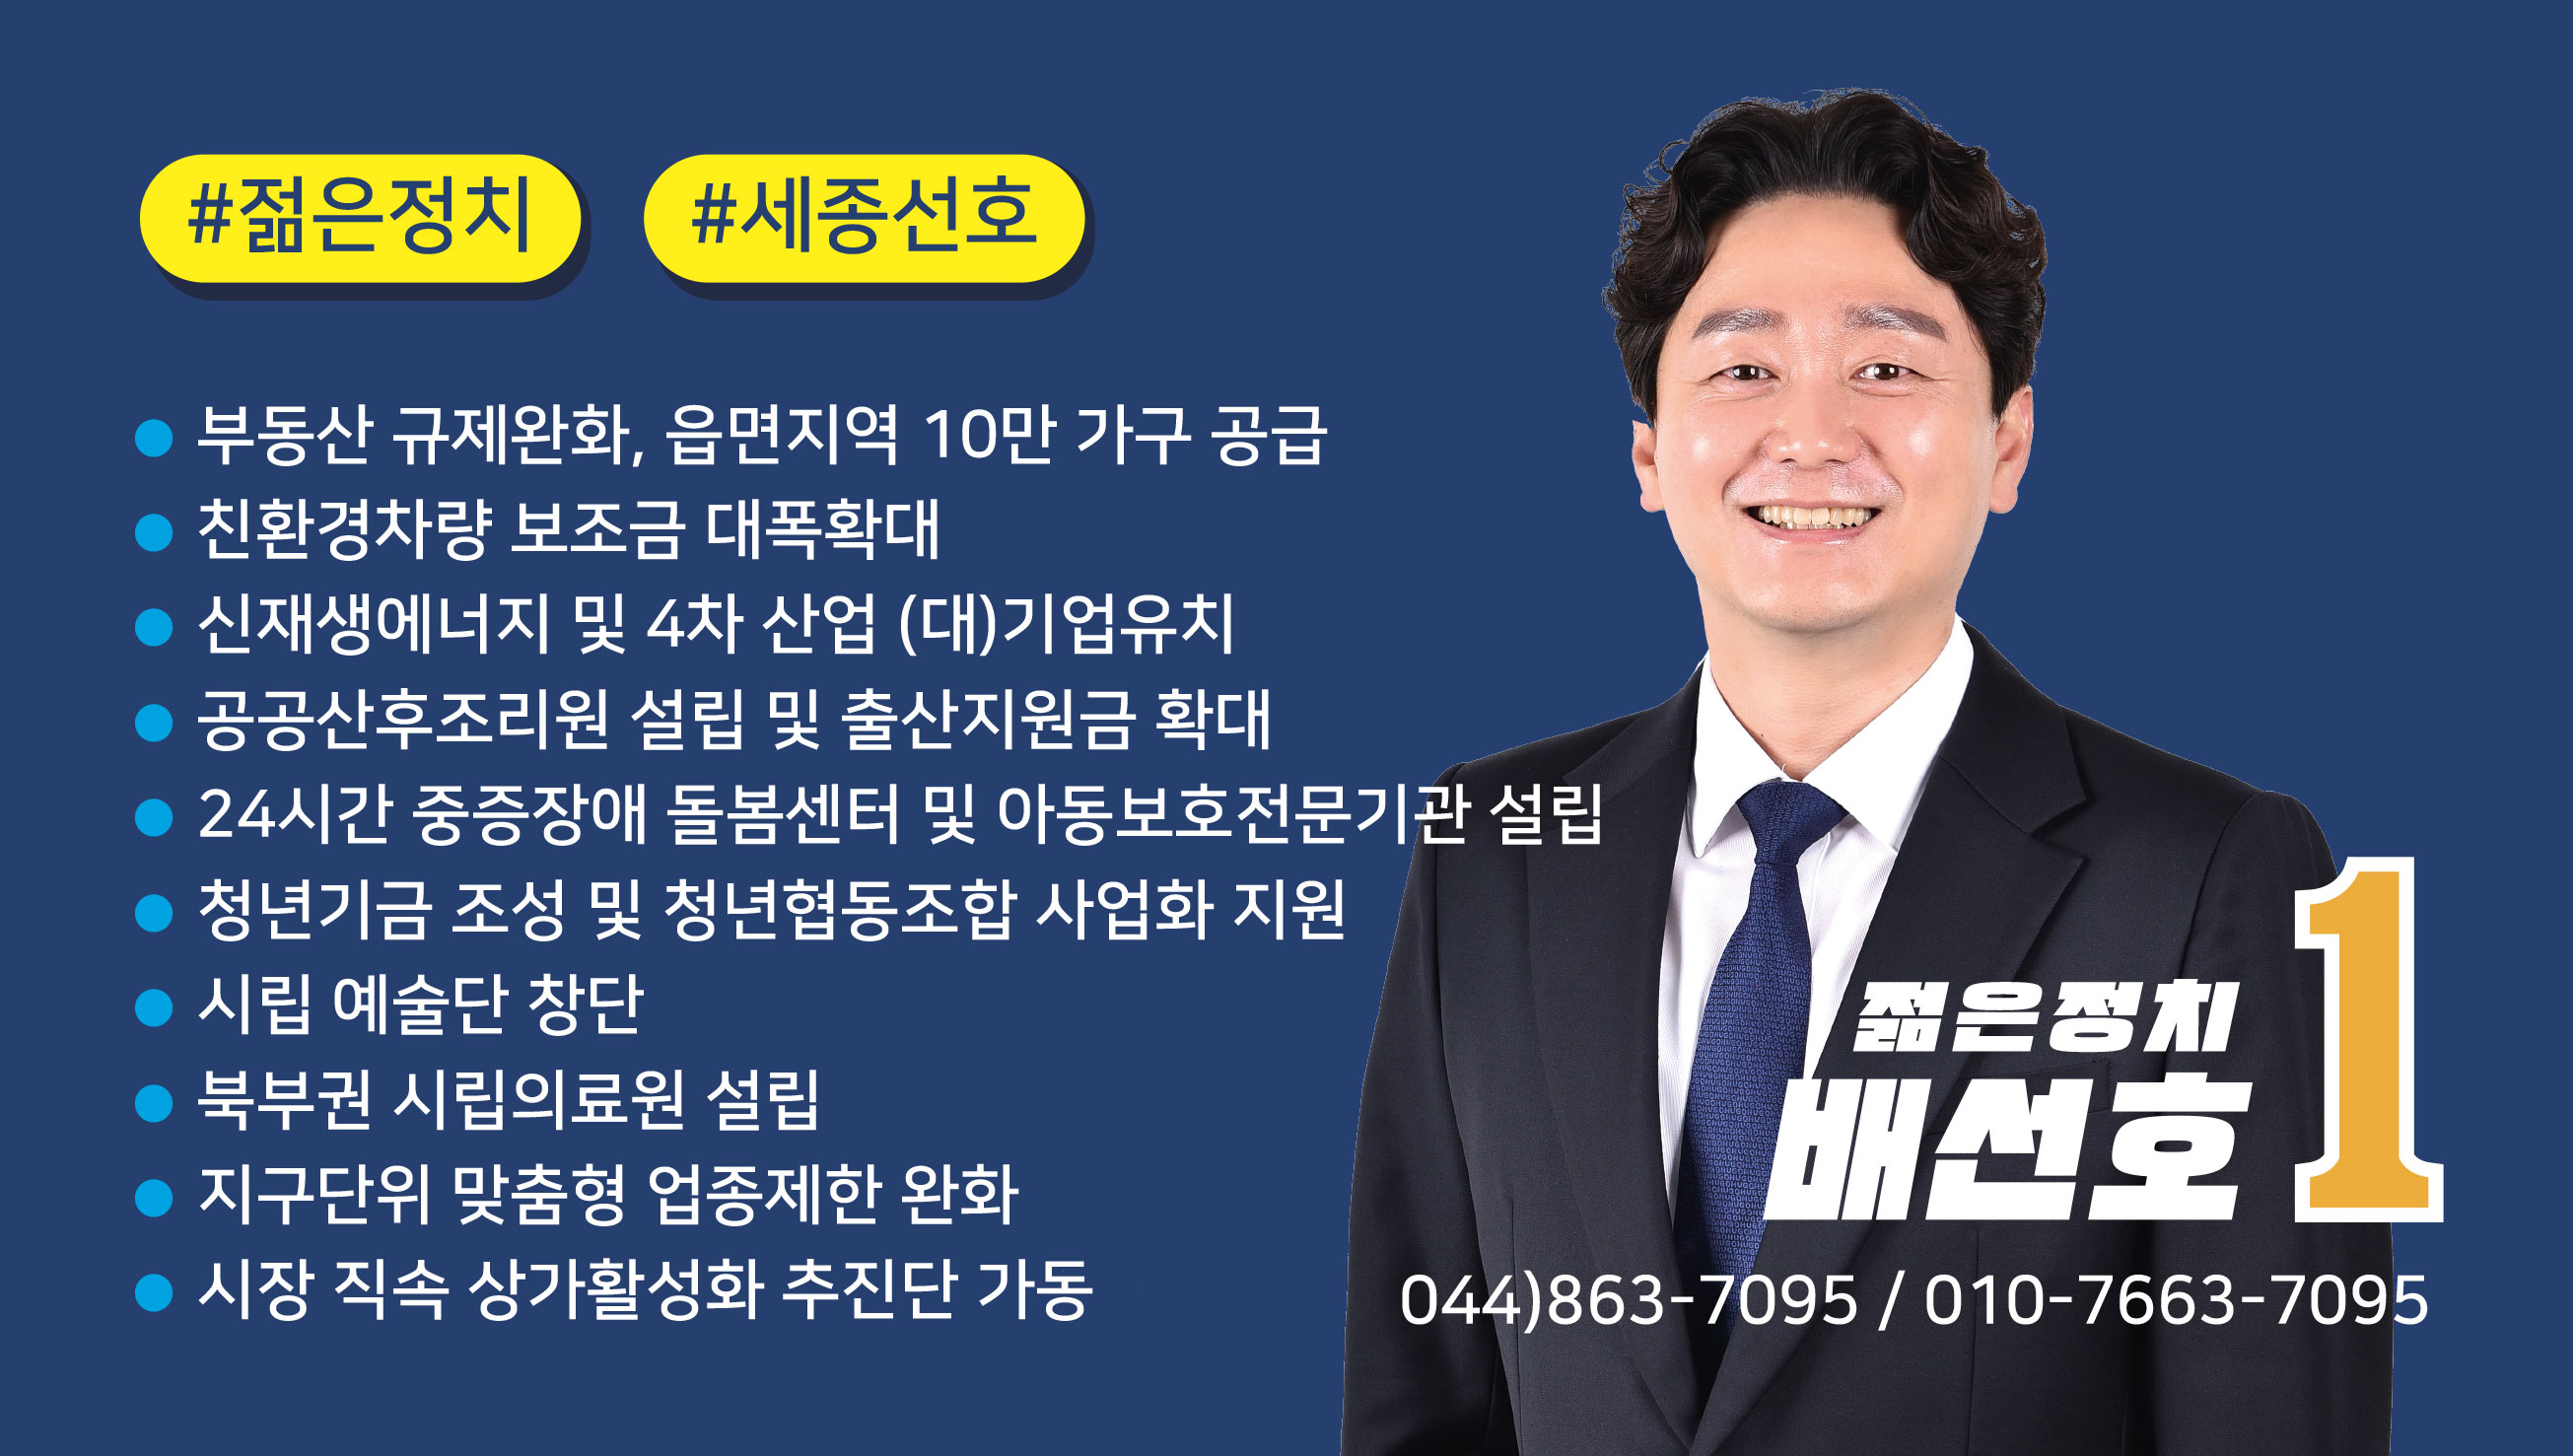 #젊은정치 #세종선호
부동산 규제완화, 읍면지역 10만 가구 공급
친환경차량 보조금 대폭확대
신재생에너지 및 4차 산업 (대)기업유치
공공산후조리원 설립 및 출산지원금 확대
24시간 중증장애 돌봄센터 및 아동보호전문기관 설립
청년기금 조성 및 청년협동조합 사업화 지원
시립 예술단 창단
북부권 시립의료원 설립
지구단위 맞춤형 업종제한 완화
시장 직속 상가활성화 추진단 가동
젊은정치
배선호 1
044)863-7095 / 010-7663-7095